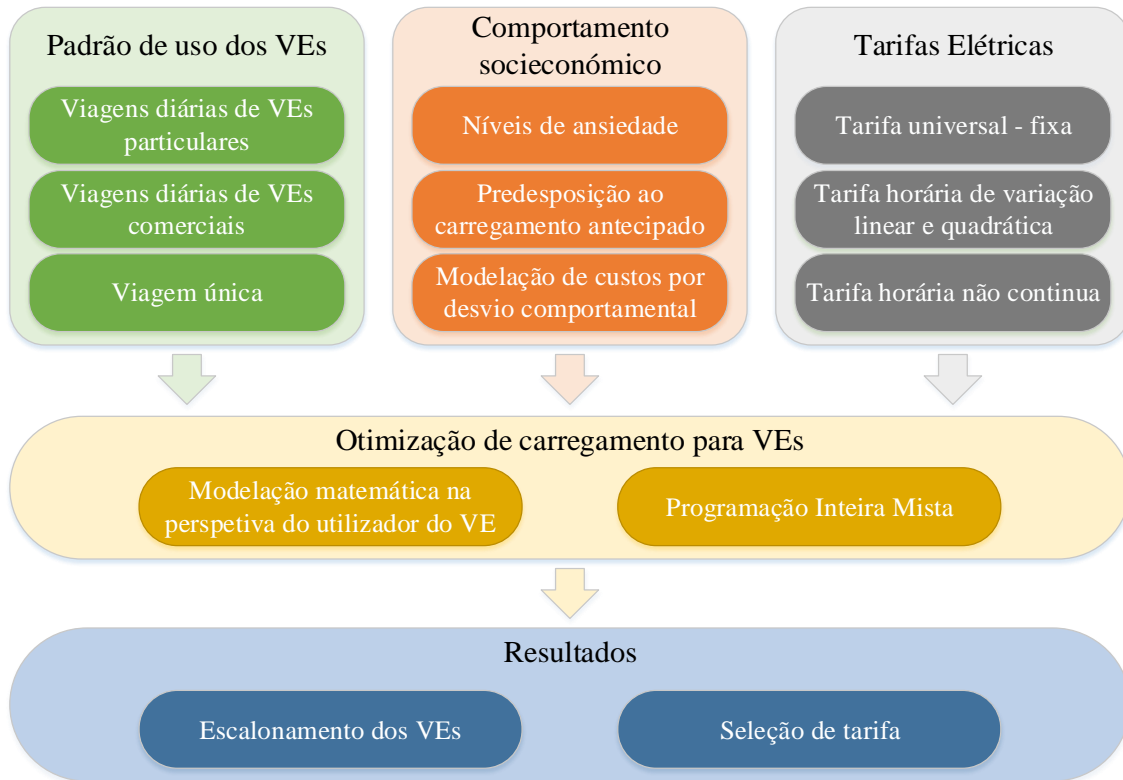 Padrão de uso dos VEs
Viagens diárias de VEs
particulares
Viagens diárias de VEs
comerciais
Viagem única
Comportamento
socieconómico
Níveis de ansiedade
Predesposição ao
carregamento antecipado
Modelação de custos por
desvio comportamental
Tarifas Elétricas
Tarifa universal - fixa
Tarifa horária de variação
linear e quadrática
Tarifa horária não continua
Otimização de carregamento para VEs
Modelação matemática na
perspetiva do utilizador do VE
Programação Inteira Mista
Resultados
Escalonamento dos VEs
Seleção de tarifa